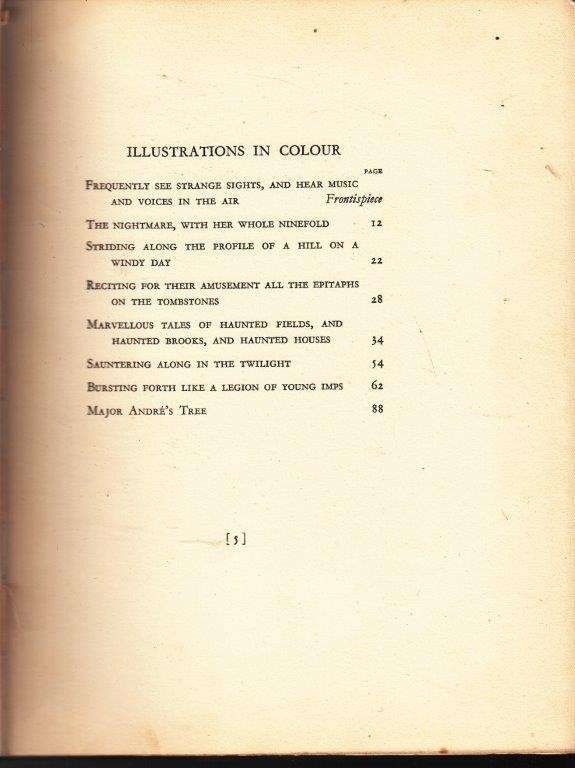 ILLUSTRATIONS IN COLOUR
PAGE
Frequently see strange sights, and hear music
and voices in the air Frontispiece
The nightmare, with her whole ninefold 12
Striding along the profile of a hill on a
windy day 22
Reciting for their amusement all the epitaphs
on the tombstones 28
Marvellous tales of haunted fields, and
haunted brooks, and haunted houses 34
Sauntering along in the twilight 54
Bursting forth like a legion of young imps 62
Major André's Tree 88
[5]